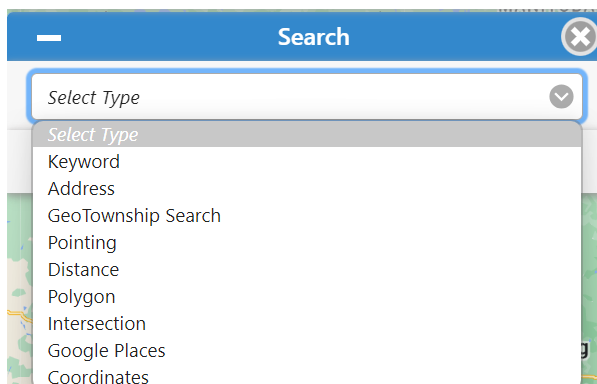 Search
Select Type
Select Type
Keyword
Address
GeoTownship Search
Pointing
Distance
Polygon
Intersection
Google Places
Coordinates